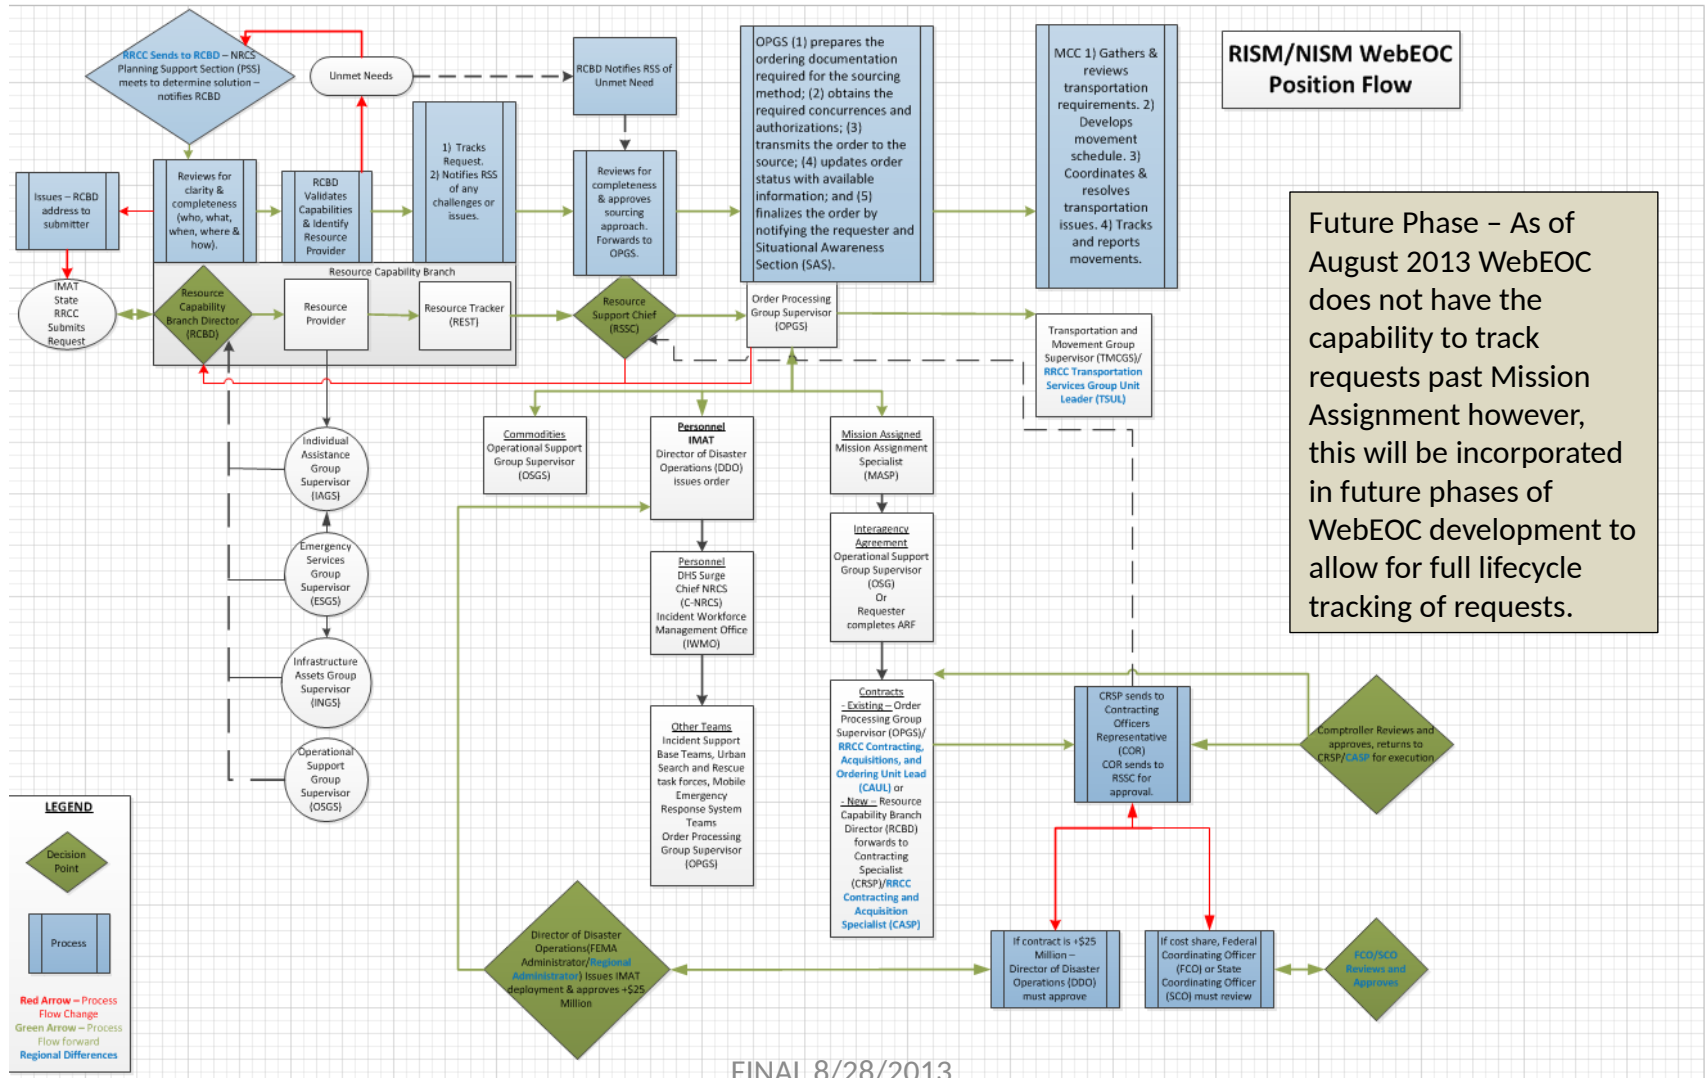 RISM/NISM WebEOC
Position Flow
RRCC Sends to RCBD – NRCS
Planning Support Section (PSS)
meets to determine solution –
notifies RCBD
Unmet Needs
RCBD Notifies RSS of
Unmet Need
OPGS (1) prepares the
ordering documentation
required for the sourcing
method; (2) obtains the
required concurrences and
authorizations; (3)
transmits the order to the
source; (4) updates order
status with available
information; and (5)
finalizes the order by
notifying the requester and
Situational Awareness
Section (SAS).
MCC 1) Gathers &
reviews
transportation
requirements. 2)
Develops
movement
schedule. 3)
Coordinates &
resolves
transportation
issues. 4) Tracks
and reports
movements.
Issues – RCBD
address to
submitter
Reviews for
clarity &
completeness
(who, what,
when, where &
how).
RCBD
Validates
Capabilities
& Identify
Resource
Provider
1) Tracks
Request.
2) Notifies RSS
of any
challenges or
issues.
Reviews for
completeness
& approves
sourcing
approach.
Forwards to
OPGS.
Future Phase – As of
August 2013 WebEOC
does not have the
capability to track
requests past Mission
Assignment however,
this will be incorporated
in future phases of
WebEOC development to
allow for full lifecycle
tracking of requests.
Resource Capability Branch
IMAT
State
RRCC
Submits
Request
Resource
Capability
Branch Director
(RCBD)
Resource
Provider
Resource Tracker
(REST)
Resource
Support Chief
(RSSC)
Order Processing
Group Supervisor
(OPGS)
Transportation and
Movement Group
Supervisor (TMCGS)/
RRCC Transportation
Services Group Unit
Leader (TSUL)
Individual
Assistance
Group
Supervisor
(IAGS)
Emergency
Services
Group
Supervisor
(ESGS)
Infrastructure
Assets Group
Supervisor
(INGS)
Operational
Support
Group
Supervisor
(OSGS)
Commodities
Operational Support
Group Supervisor
(OSGS)
Personnel
IMAT
Director of Disaster
Operations (DDO)
issues order
Personnel
DHS Surge
Chief NRCS
(C-NRCS)
Incident Workforce
Management Office
(IWMO)
Other Teams
Incident Support
Base Teams, Urban
Search and Rescue
task forces, Mobile
Emergency
Response System
Teams
Order Processing
Group Supervisor
(OPGS)
Mission Assigned
Mission Assignment
Specialist
(MASP)
Interagency
Agreement
Operational Support
Group Supervisor
(OSG)
Or
Requester
completes ARF
Contracts
- Existing – Order
Processing Group
Supervisor (OPGS)/
RRCC Contracting,
Acquisitions, and
Ordering Unit Lead
(CAUL) or
- New – Resource
Capability Branch
Director (RCBD)
forwards to
Contracting
Specialist
(CRSP)/RRCC
Contracting and
Acquisition
Specialist (CASP)
CRSP sends to
Contracting
Officers
Representative
(COR)
COR sends to
RSSC for
approval.
Comptroller Reviews and
approves, returns to
CRSP/CASP for execution
Director of Disaster
Operations(FEMA
Administrator/Regional
Administrator) Issues IMAT
deployment & approves +$25
Million
If contract is +$25
Million –
Director of Disaster
Operations (DDO)
must approve
If cost share, Federal
Coordinating Officer
(FCO) or State
Coordinating Officer
(SCO) must review
FCO/SCO
Reviews and
Approves
LEGEND
Decision
Point
Process
Red Arrow – Process
Flow Change
Green Arrow – Process
Flow forward
Regional Differences
FINAL 8/28/2013